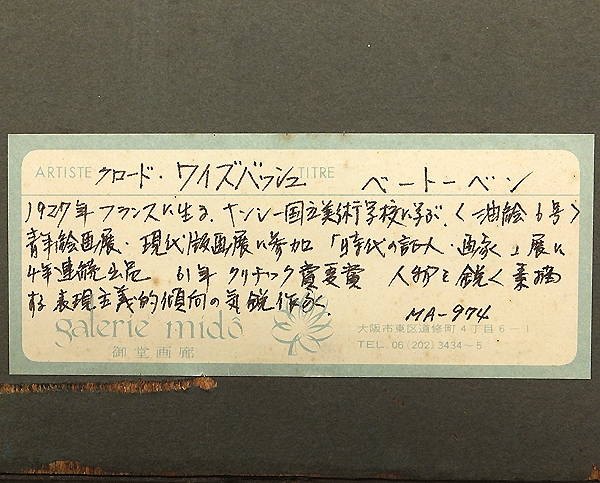 ARTISTE クロード・ワイズバッシュ TITRE ベートーベン
1927年フランスに生る、ナンシー国立美術学校に学ぶ、〈油絵6号〉
青年絵画展・現代版画展に参加「時代の証人・画家」展に
4年連続出品 61年クリチック賞受賞 人物を鋭く素描
する表現主義的傾向の気鋭作家。
MA-974
galerie midô
御堂画廊
大阪市東区道修町4丁目6-1
TEL. 06(202)3434~5